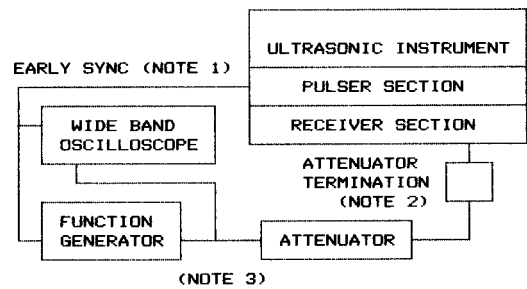 ULTRASONIC INSTRUMENT
EARLY SYNC (NOTE 1)
PULSER SECTION
RECEIVER SECTION
WIDE BAND
OSCILLOSCOPE
ATTENUATOR
TERMINATION
(NOTE 2)
FUNCTION
GENERATOR
ATTENUATOR
(NOTE 3)